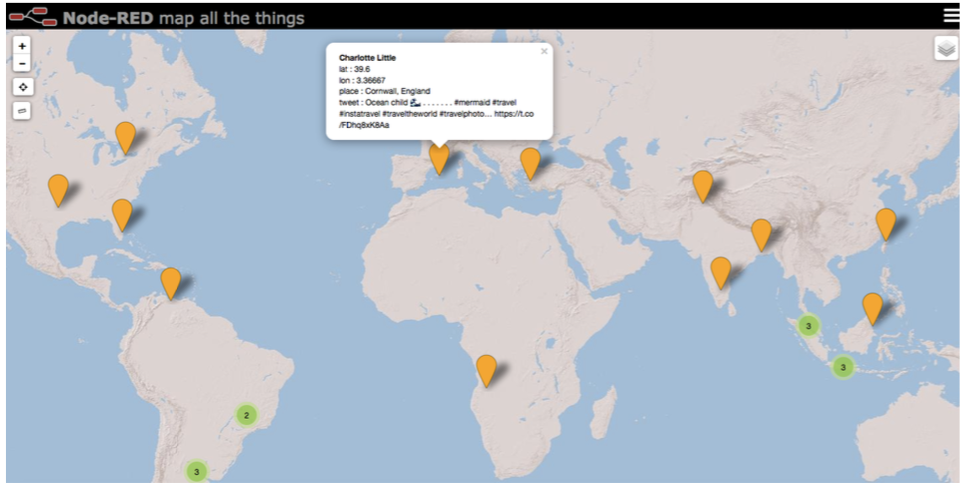 Node-RED map all the things
+
−
×
Charlotte Little
lat : 39.6
lon : 3.36667
place : Cornwall, England
tweet : Ocean child 🌊 . . . . . . . #mermaid #travel
#instatravel #traveltheworld #travelphoto... https://t.co
/FDhq8xK8Aa
3
3
2
3